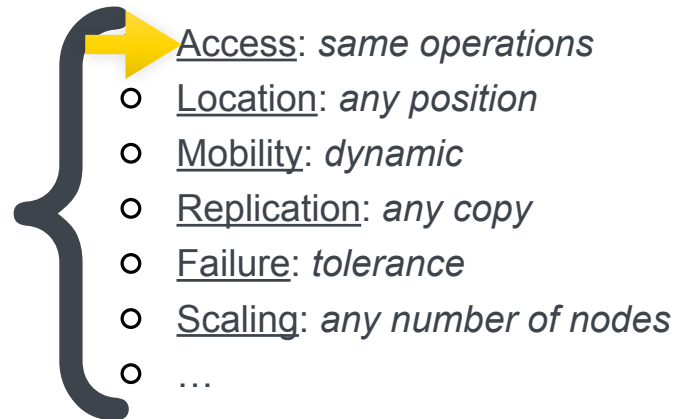 Access: same operations
Location: any position
Mobility: dynamic
Replication: any copy
Failure: tolerance
Scaling: any number of nodes
…